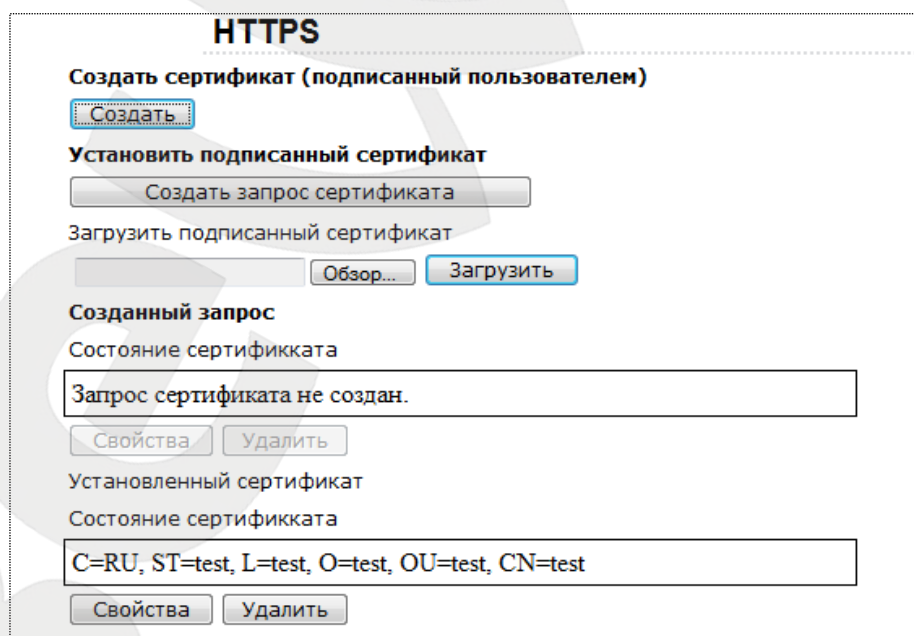 HTTPS
Создать сертификат (подписанный пользователем)
Создать
Установить подписанный сертификат
Создать запрос сертификата
Загрузить подписанный сертификат
Обзор... Загрузить
Созданный запрос
Состояние сертификката
Запрос сертификата не создан.
Свойства Удалить
Установленный сертификат
Состояние сертификката
C=RU, ST=test, L=test, O=test, OU=test, CN=test
Свойства Удалить